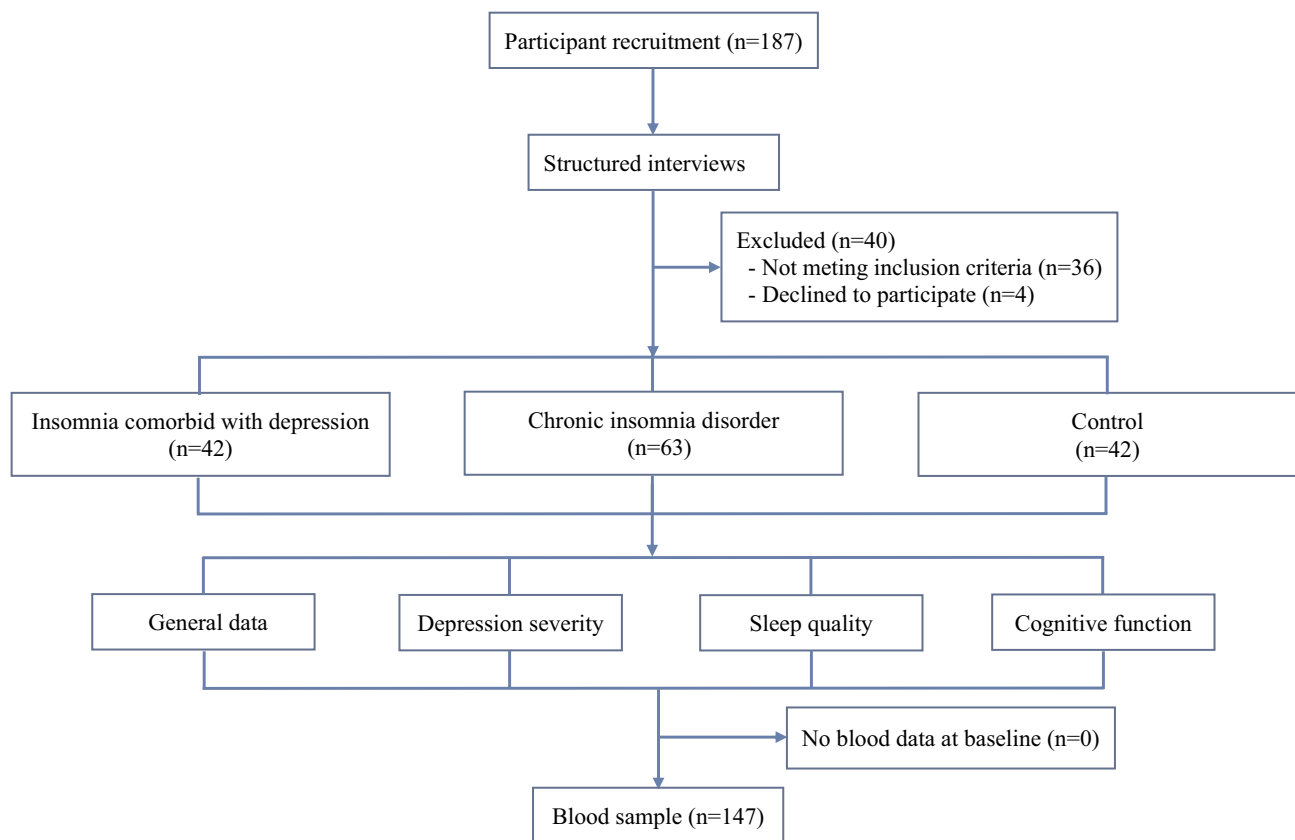 Participant recruitment (n=187)
Structured interviews
Excluded (n=40)
- Not meting inclusion criteria (n=36)
- Declined to participate (n=4)
Insomnia comorbid with depression
(n=42)
Chronic insomnia disorder
(n=63)
Control
(n=42)
General data
Depression severity
Sleep quality
Cognitive function
No blood data at baseline (n=0)
Blood sample (n=147)